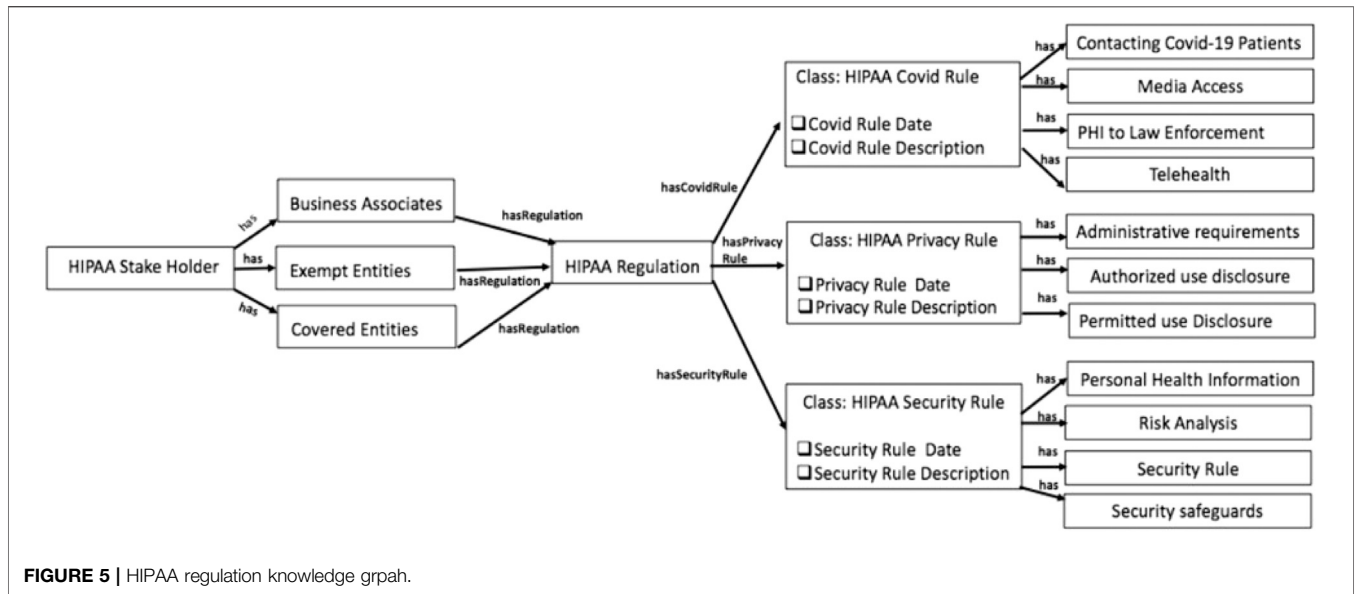 HIPAA Stake Holder
has
has
has
Business Associates
Exempt Entities
Covered Entities
hasRegulation
hasRegulation
hasRegulation
HIPAA Regulation
hasCovidRule
hasPrivacy
Rule
hasSecurityRule
Class: HIPAA Covid Rule
Covid Rule Date
Covid Rule Description
has
has
has
has
Contacting Covid-19 Patients
Media Access
PHI to Law Enforcement
Telehealth
Class: HIPAA Privacy Rule
Privacy Rule Date
Privacy Rule Description
has
has
has
Administrative requirements
Authorized use disclosure
Permitted use Disclosure
Class: HIPAA Security Rule
Security Rule Date
Security Rule Description
has
has
has
has
Personal Health Information
Risk Analysis
Security Rule
Security safeguards
FIGURE 5 | HIPAA regulation knowledge grpah.